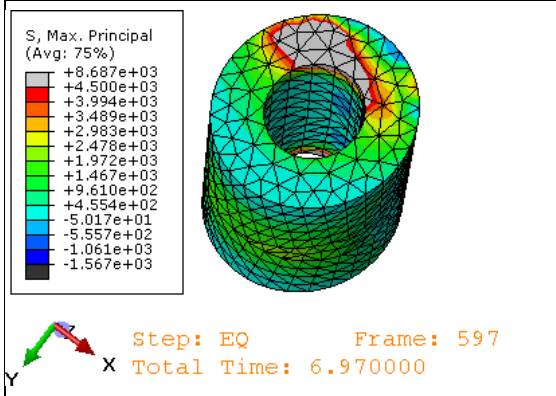 S, Max. Principal
(Avg: 75%)
+8.687e+03
+4.500e+03
+3.994e+03
+3.489e+03
+2.983e+03
+2.478e+03
+1.972e+03
+1.467e+03
+9.610e+02
+4.554e+02
-5.017e+01
-5.557e+02
-1.061e+03
-1.567e+03
Z
Y
X
Step: EQ Frame: 597
Total Time: 6.970000